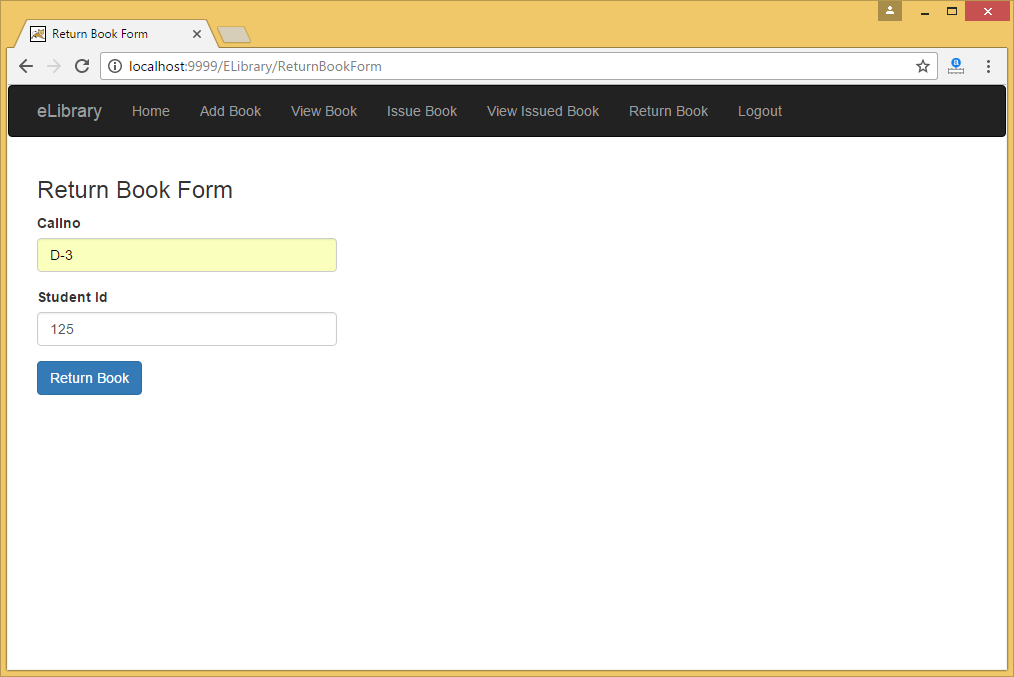 Return Book Form
localhost:9999/ELibrary/ReturnBookForm
eLibrary Home Add Book View Book Issue Book View Issued Book Return Book Logout
Return Book Form
Callno
D-3
Student Id
125
Return Book